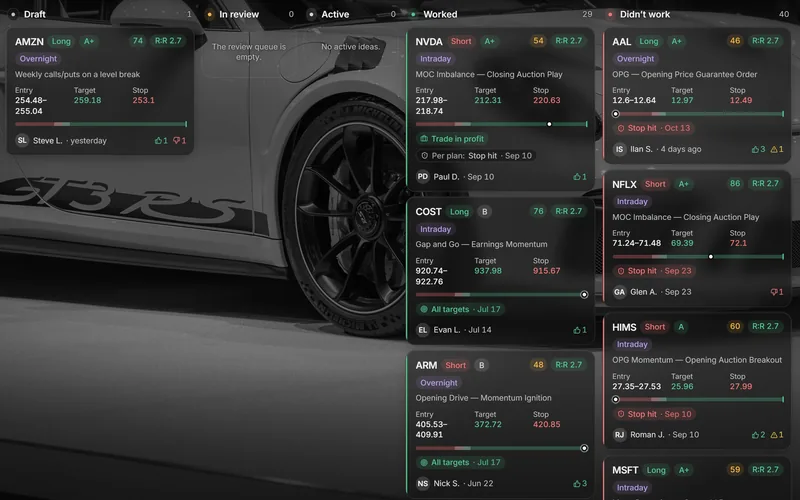 Draft 1
AMZN Long A+ 74 R:R 2.7
Overnight
Weekly calls/puts on a level break
Entry Target Stop
254.48– 259.18 253.1
255.04
SL Steve L. · yesterday 1 1
In review 0
The review queue is
empty.
Active 0
No active ideas.
Worked 29
NVDA Short A+ 54 R:R 2.7
Intraday
MOC Imbalance — Closing Auction Play
Entry Target Stop
217.98– 212.31 220.63
218.74
Trade in profit
Per plan: Stop hit · Sep 10
PD Paul D. · Sep 10 1
COST Long B 76 R:R 2.7
Intraday
Gap and Go — Earnings Momentum
Entry Target Stop
920.74– 937.98 915.67
922.76
All targets · Jul 17
EL Evan L. · Jul 14 1
ARM Short B 48 R:R 2.7
Overnight
Opening Drive — Momentum Ignition
Entry Target Stop
405.53– 372.72 420.85
409.91
All targets · Jul 17
NS Nick S. · Jun 22 3
Didn't work 40
AAL Long A+ 46 R:R 2.7
Overnight
OPG — Opening Price Guarantee Order
Entry Target Stop
12.6–12.64 12.97 12.49
Stop hit · Oct 13
IS Ilan S. · 4 days ago 3 1
NFLX Short A+ 86 R:R 2.7
Intraday
MOC Imbalance — Closing Auction Play
Entry Target Stop
71.24–71.48 69.39 72.1
Stop hit · Sep 23
GA Glen A. · Sep 23 1
HIMS Short A 60 R:R 2.7
Intraday
OPG Momentum — Opening Auction Breakout
Entry Target Stop
27.35–27.53 25.96 27.99
Stop hit · Sep 10
RJ Roman J. · Sep 10 2 1
MSFT Long A+ 59 R:R 2.7
Intraday
GT3 RS
MICHELIN